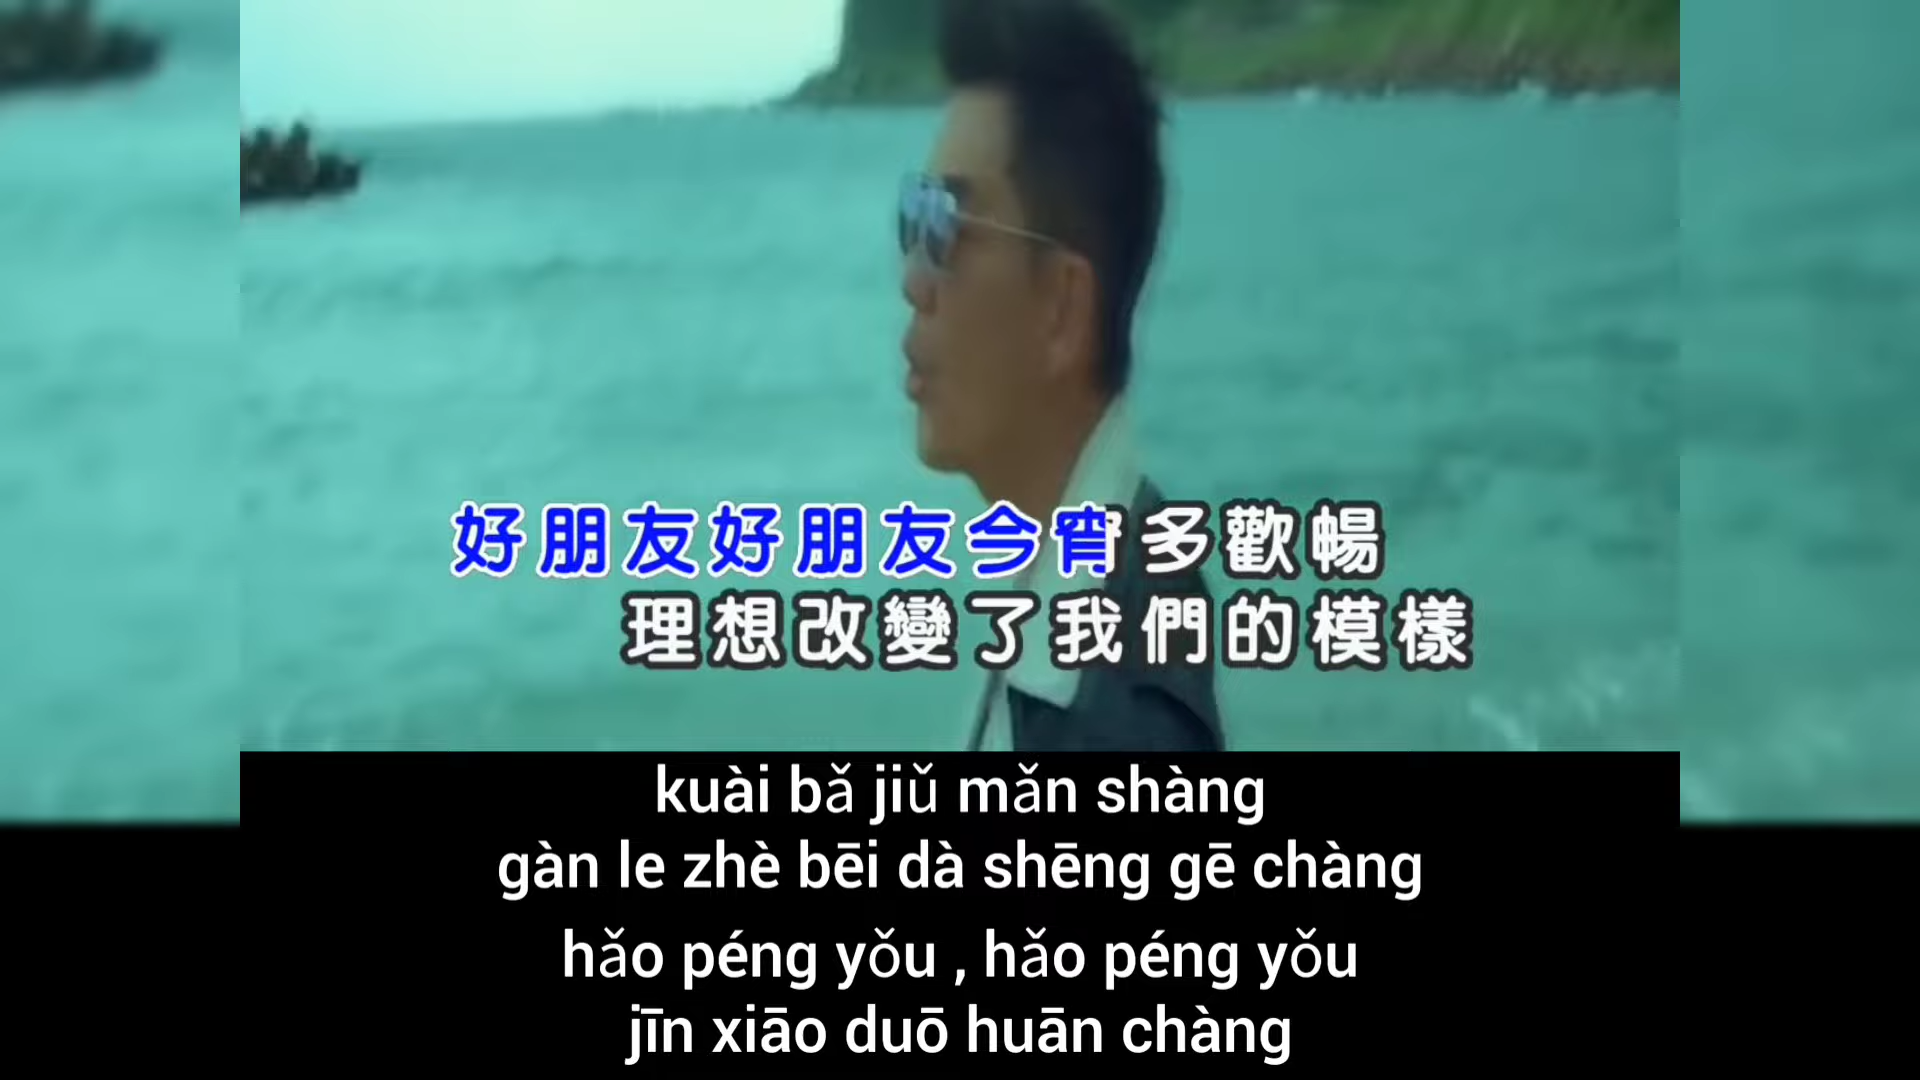 好朋友好朋友今宵多歡暢
理想改變了我們的模樣
kuài bǎ jiǔ mǎn shàng
gàn le zhè bēi dà shēng gē chàng
hǎo péng yǒu , hǎo péng yǒu
jīn xiāo duō huān chàng